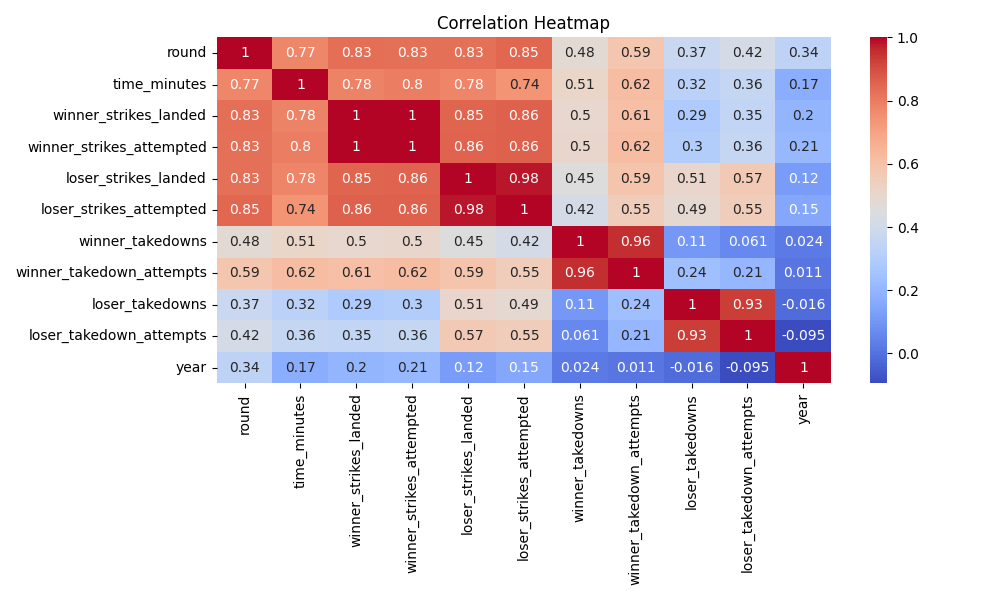 Correlation Heatmap
round 1 0.77 0.83 0.83 0.83 0.85 0.48 0.59 0.37 0.42 0.34
time_minutes 0.77 1 0.78 0.8 0.78 0.74 0.51 0.62 0.32 0.36 0.17
winner_strikes_landed 0.83 0.78 1 1 0.85 0.86 0.5 0.61 0.29 0.35 0.2
winner_strikes_attempted 0.83 0.8 1 1 0.86 0.86 0.5 0.62 0.3 0.36 0.21
loser_strikes_landed 0.83 0.78 0.85 0.86 1 0.98 0.45 0.59 0.51 0.57 0.12
loser_strikes_attempted 0.85 0.74 0.86 0.86 0.98 1 0.42 0.55 0.49 0.55 0.15
winner_takedowns 0.48 0.51 0.5 0.5 0.45 0.42 1 0.96 0.11 0.061 0.024
winner_takedown_attempts 0.59 0.62 0.61 0.62 0.59 0.55 0.96 1 0.24 0.21 0.011
loser_takedowns 0.37 0.32 0.29 0.3 0.51 0.49 0.11 0.24 1 0.93 -0.016
loser_takedown_attempts 0.42 0.36 0.35 0.36 0.57 0.55 0.061 0.21 0.93 1 -0.095
year 0.34 0.17 0.2 0.21 0.12 0.15 0.024 0.011 -0.016 -0.095 1
round
time_minutes
winner_strikes_landed
winner_strikes_attempted
loser_strikes_landed
loser_strikes_attempted
winner_takedowns
winner_takedown_attempts
loser_takedowns
loser_takedown_attempts
year
1.0
0.8
0.6
0.4
0.2
0.0